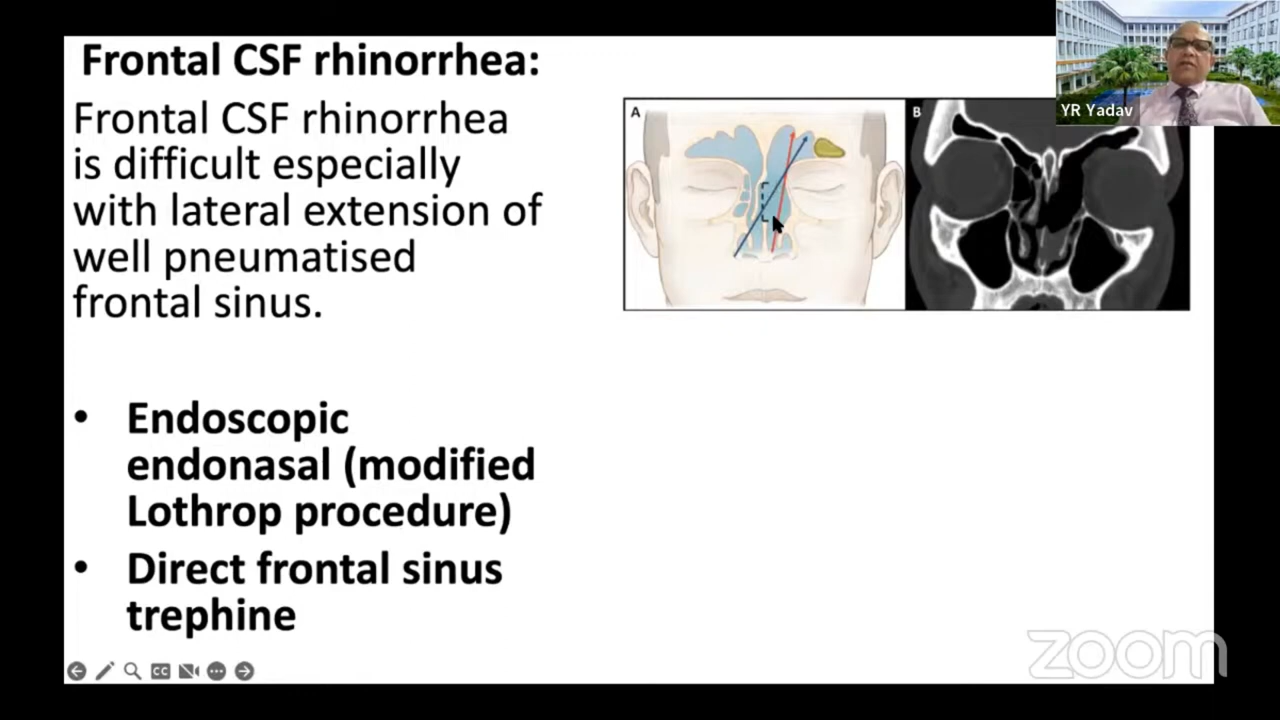 Frontal CSF rhinorrhea:
Frontal CSF rhinorrhea
is difficult especially
with lateral extension of
well pneumatised
frontal sinus.
• Endoscopic
endonasal (modified
Lothrop procedure)
• Direct frontal sinus
trephine
A
B
YR Yadav
CC
zoom